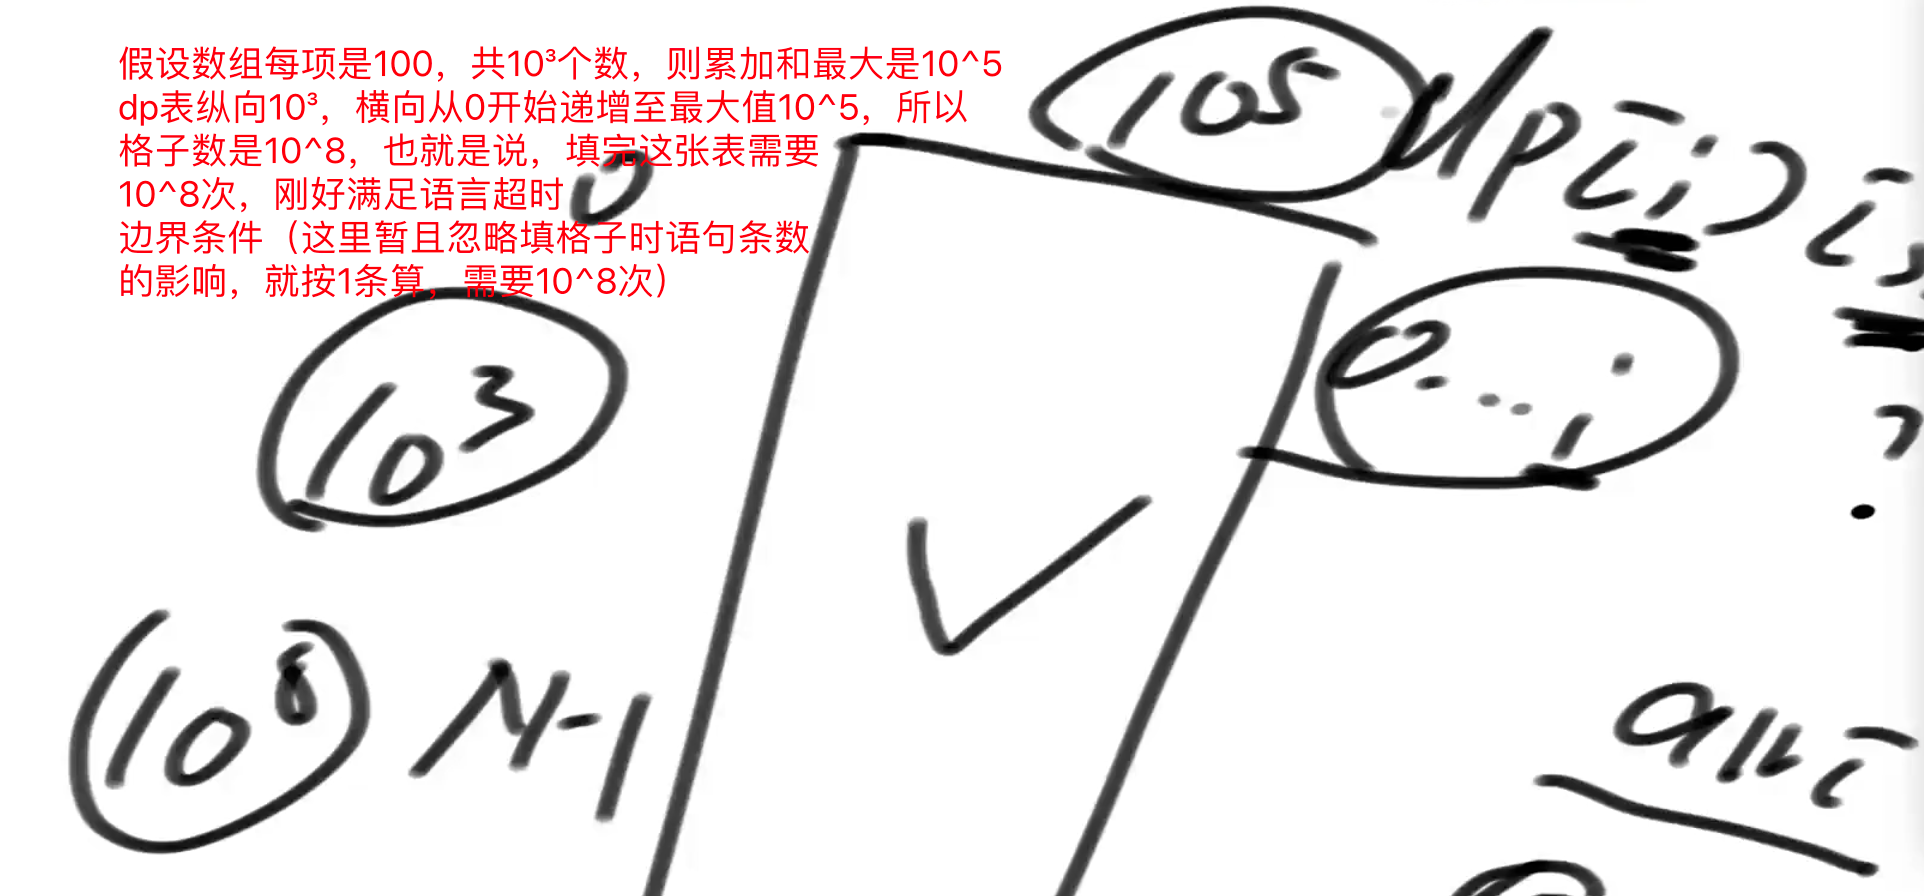 假设数组每项是100，共10³个数，则累加和最大是10^5
dp表纵向10³，横向从0开始递增至最大值10^5，所以
格子数是10^8，也就是说，填完这张表需要
10^8次，刚好满足语言超时
边界条件（这里暂且忽略填格子时语句条数
的影响，就按1条算，需要10^8次）
10⁵
dp[i]
0
0...i
10³
10⁸
N-1
arr